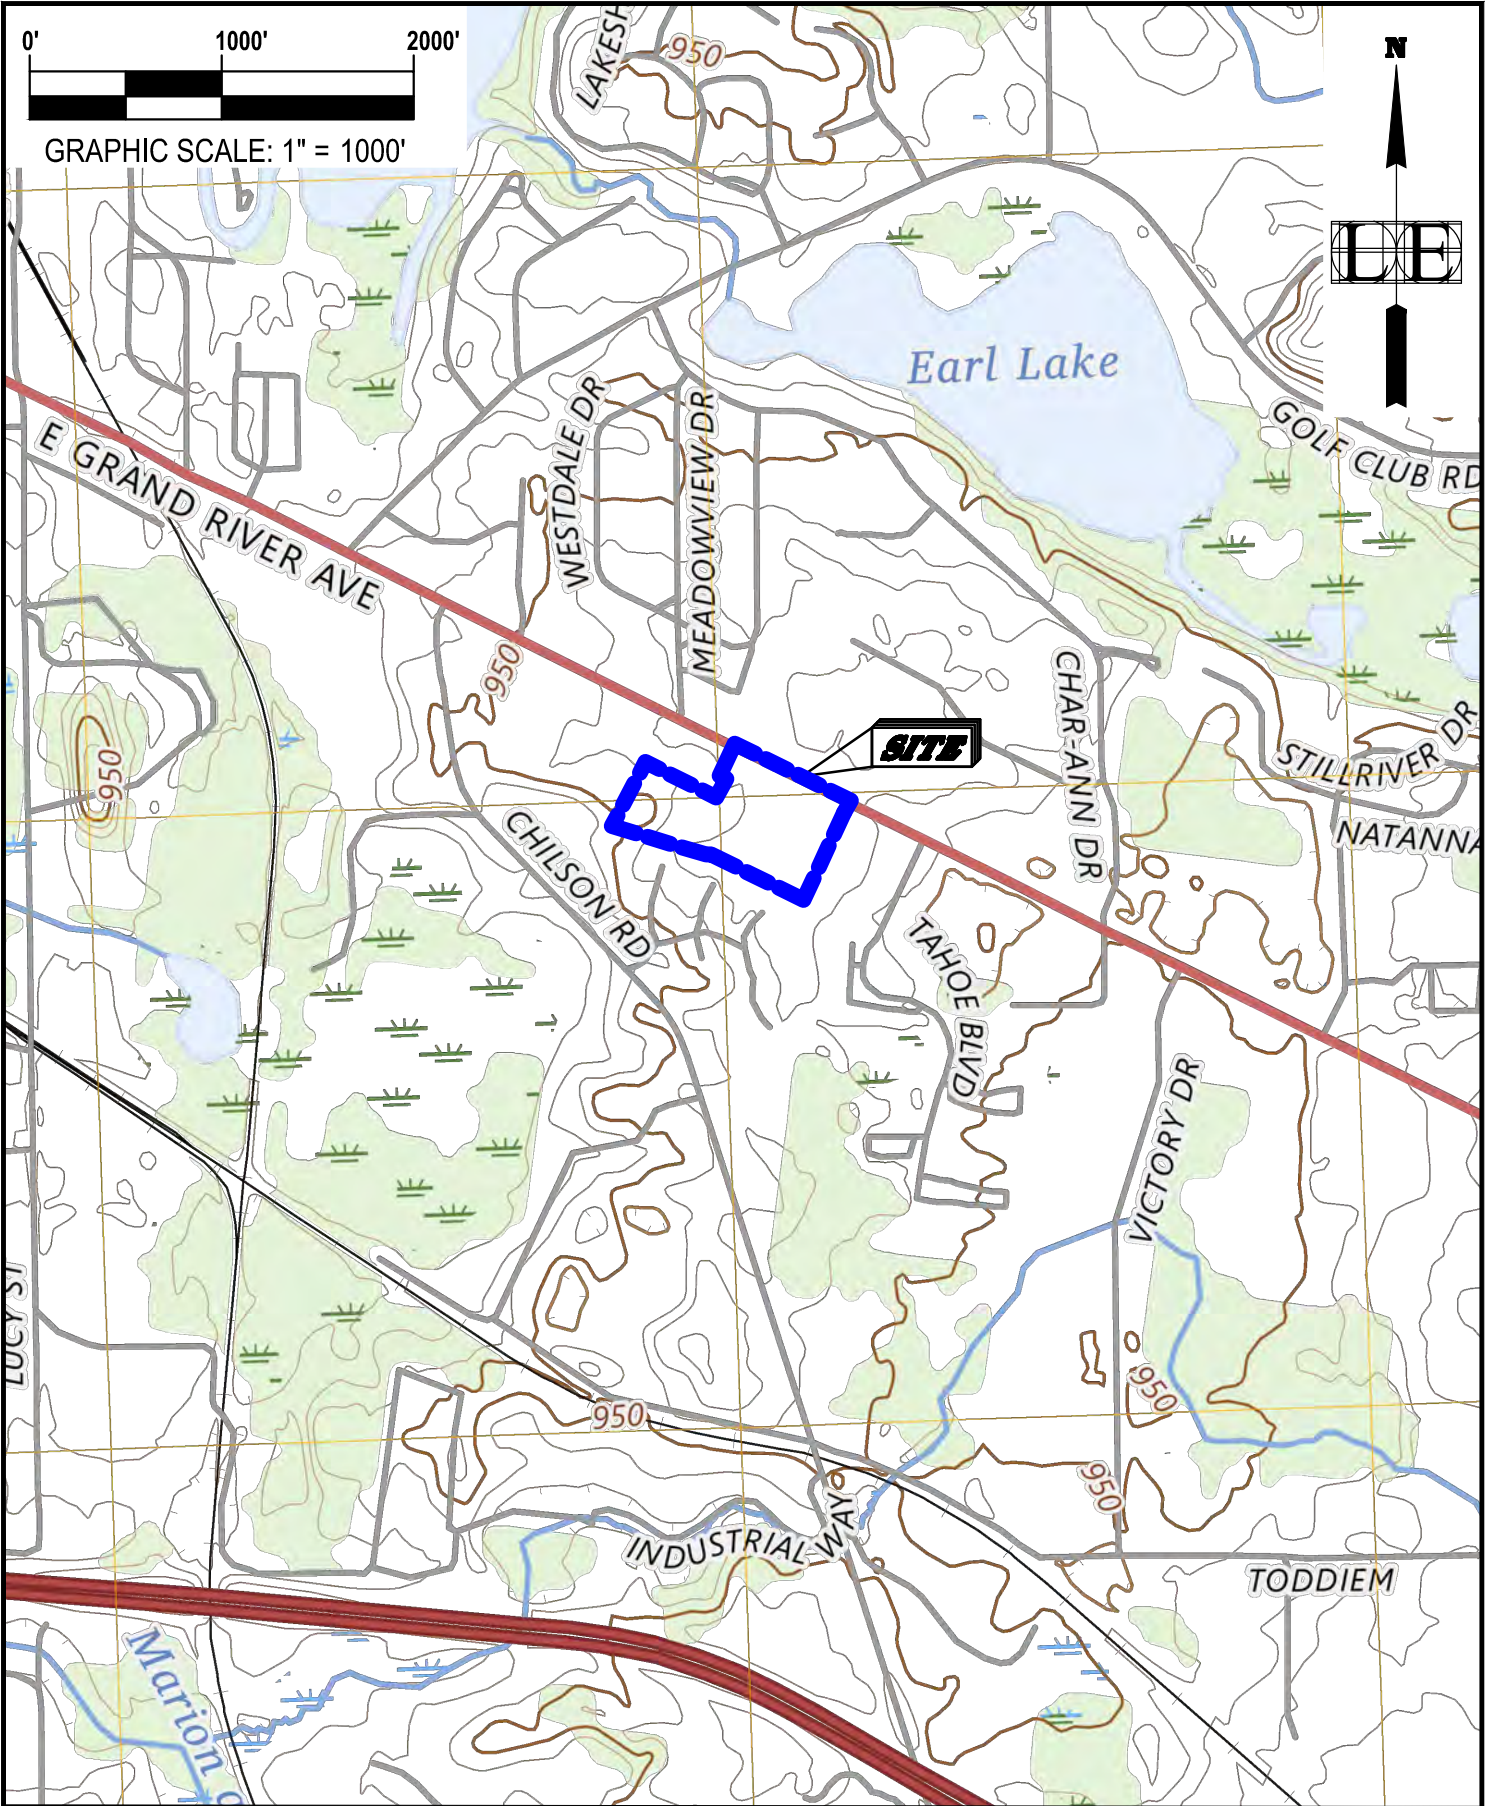 0' 1000' 2000'
GRAPHIC SCALE: 1" = 1000'
N
LE
LAKESH
950
Earl Lake
GOLF CLUB RD
E GRAND RIVER AVE
WESTDALE DR
MEADOWVIEW DR
950
950
SITE
CHAR-ANN DR
STILLRIVER DR
NATANNA
CHILSON RD
TAHOE BLVD
VICTORY DR
LUCY ST
950
950
950
INDUSTRIAL WAY
TODDIEM
Marion